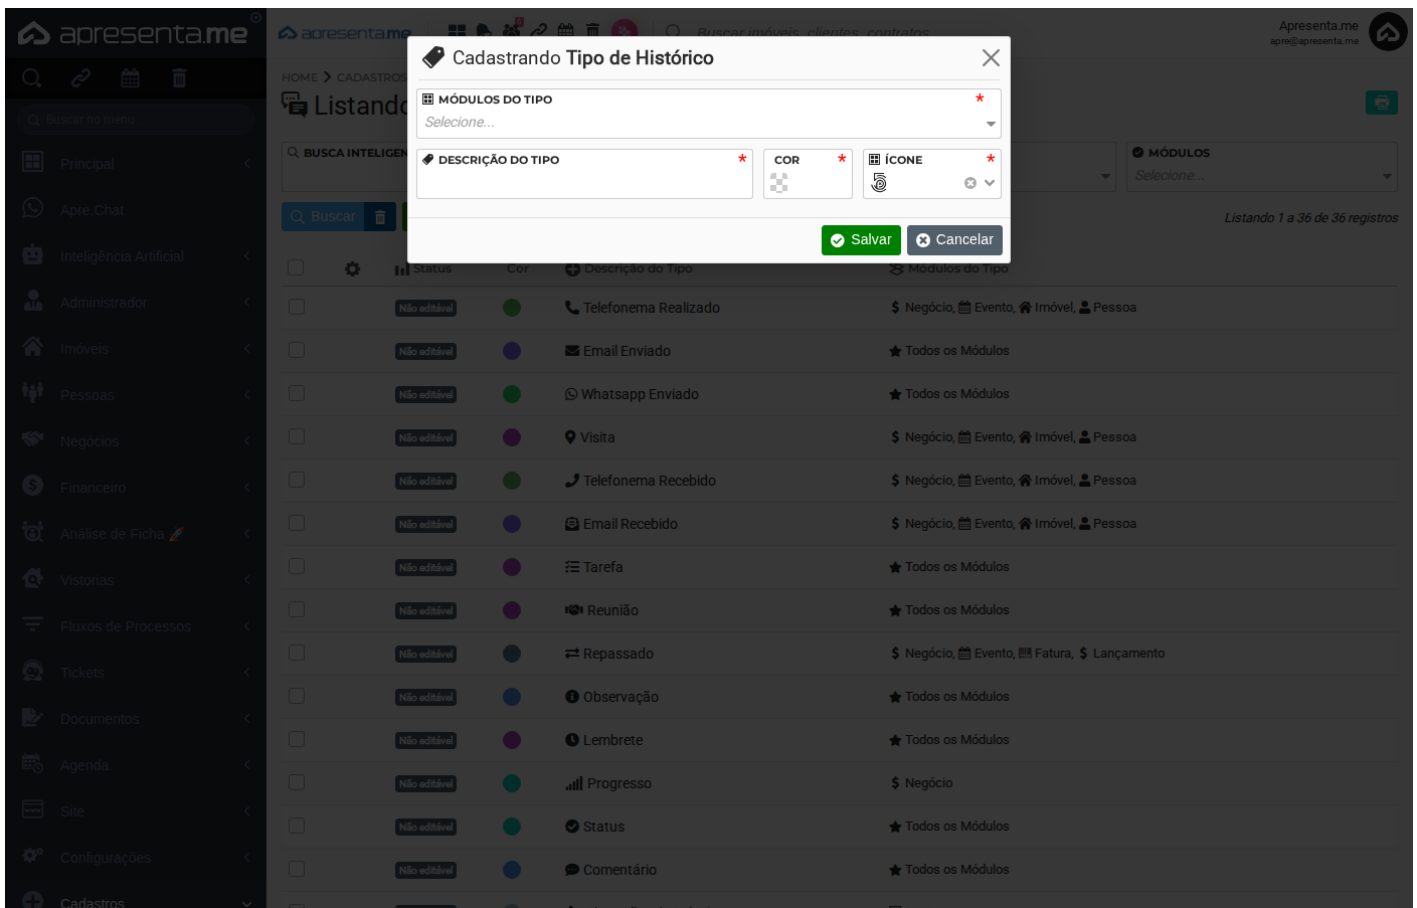 apresenta.me
Buscar no menu...
Principal
Apre.Chat
Inteligência Artificial
Administrador
Imóveis
Pessoas
Negócios
Financeiro
Análise de Ficha
Vistorias
Fluxos de Processos
Tickets
Documentos
Agenda
Site
Configurações
Cadastros
apresenta.me
Buscar imóveis, clientes, contratos
Apresenta.me
apre@apresenta.me
HOME > CADASTROS
Listando
BUSCA INTELIGEN
MÓDULOS
Selecione...
Buscar
Listando 1 a 36 de 36 registros
Cadastrando Tipo de Histórico
MÓDULOS DO TIPO *
Selecione...
DESCRIÇÃO DO TIPO *
COR *
ÍCONE *
Salvar
Cancelar
Status Cor Descrição do Tipo Módulos do Tipo
Não editável Telefonema Realizado $ Negócio, Evento, Imóvel, Pessoa
Não editável Email Enviado Todos os Módulos
Não editável Whatsapp Enviado Todos os Módulos
Não editável Visita $ Negócio, Evento, Imóvel, Pessoa
Não editável Telefonema Recebido $ Negócio, Evento, Imóvel, Pessoa
Não editável Email Recebido $ Negócio, Evento, Imóvel, Pessoa
Não editável Tarefa Todos os Módulos
Não editável Reunião Todos os Módulos
Não editável Repassado $ Negócio, Evento, Fatura, $ Lançamento
Não editável Observação Todos os Módulos
Não editável Lembrete Todos os Módulos
Não editável Progresso $ Negócio
Não editável Status Todos os Módulos
Não editável Comentário Todos os Módulos